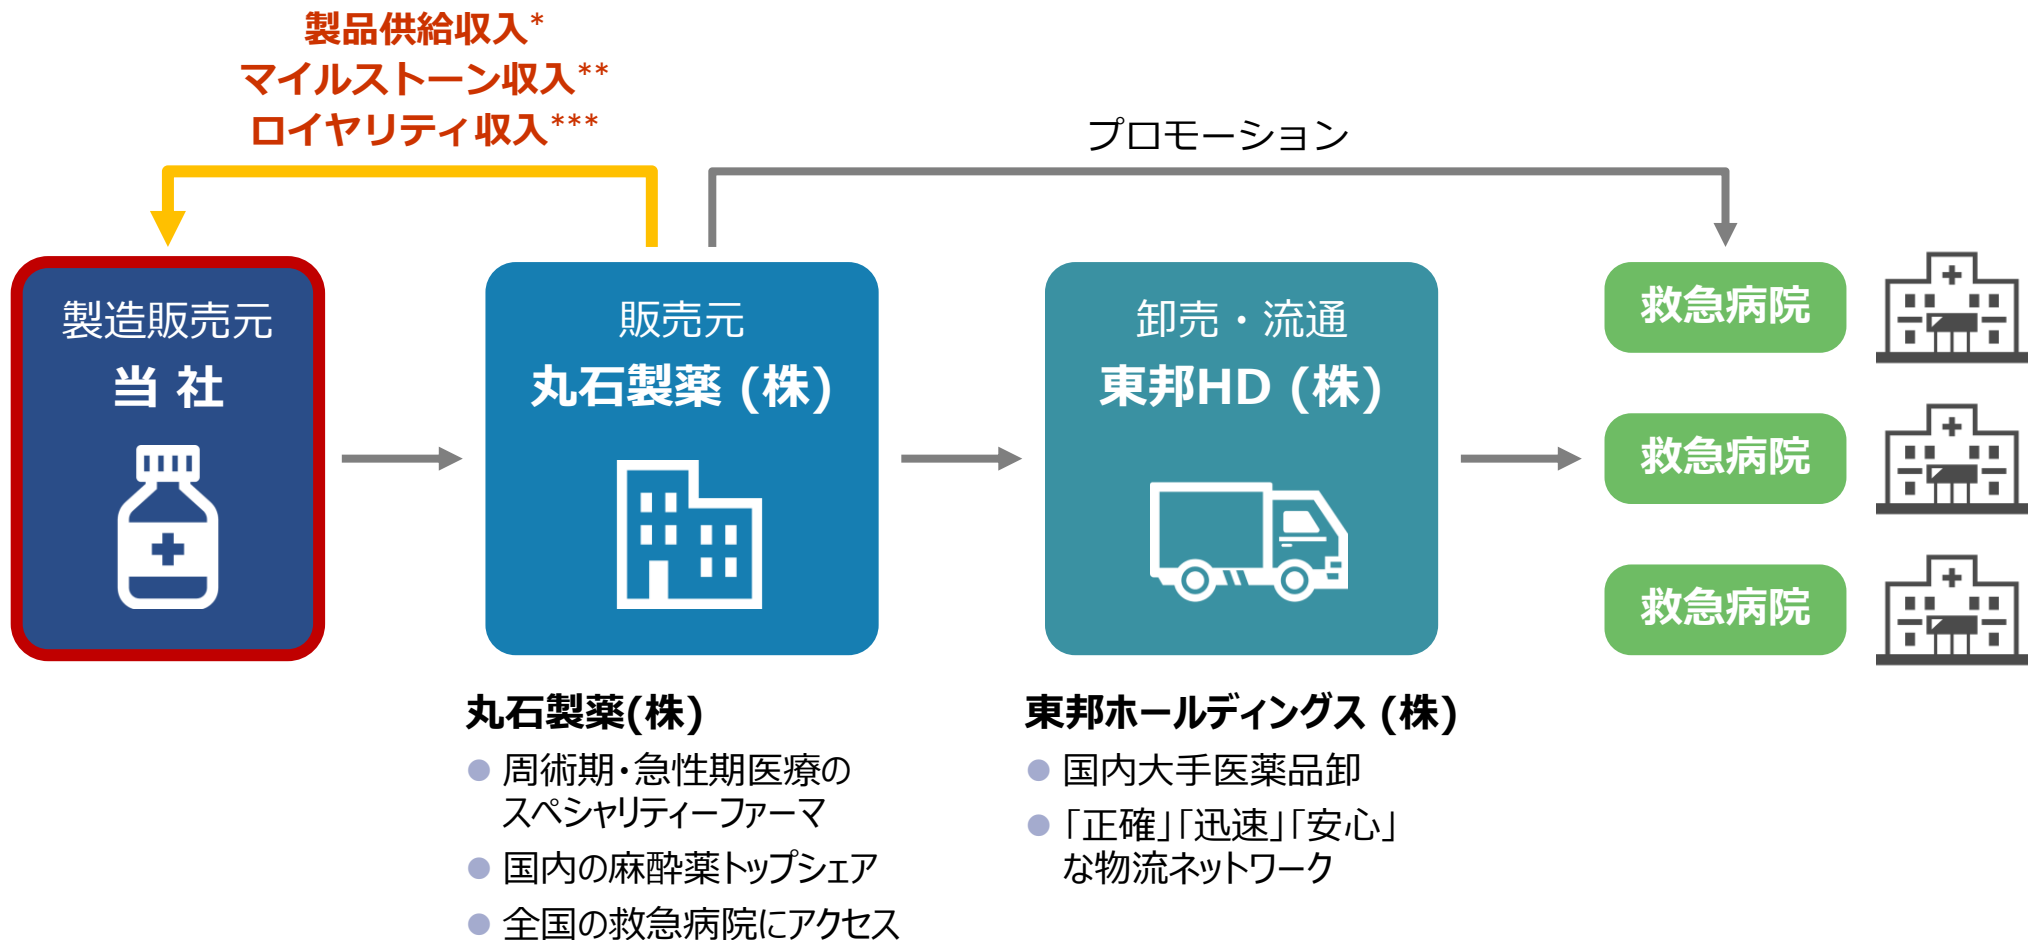 製品供給収入*
マイルストーン収入**
ロイヤリティ収入***
プロモーション
製造販売元
当 社
販売元
丸石製薬 (株)
卸売・流通
東邦HD (株)
救急病院
救急病院
救急病院
丸石製薬(株)
● 周術期・急性期医療の
スペシャリティーファーマ
● 国内の麻酔薬トップシェア
● 全国の救急病院にアクセス
東邦ホールディングス (株)
● 国内大手医薬品卸
● 「正確」「迅速」「安心」
な物流ネットワーク